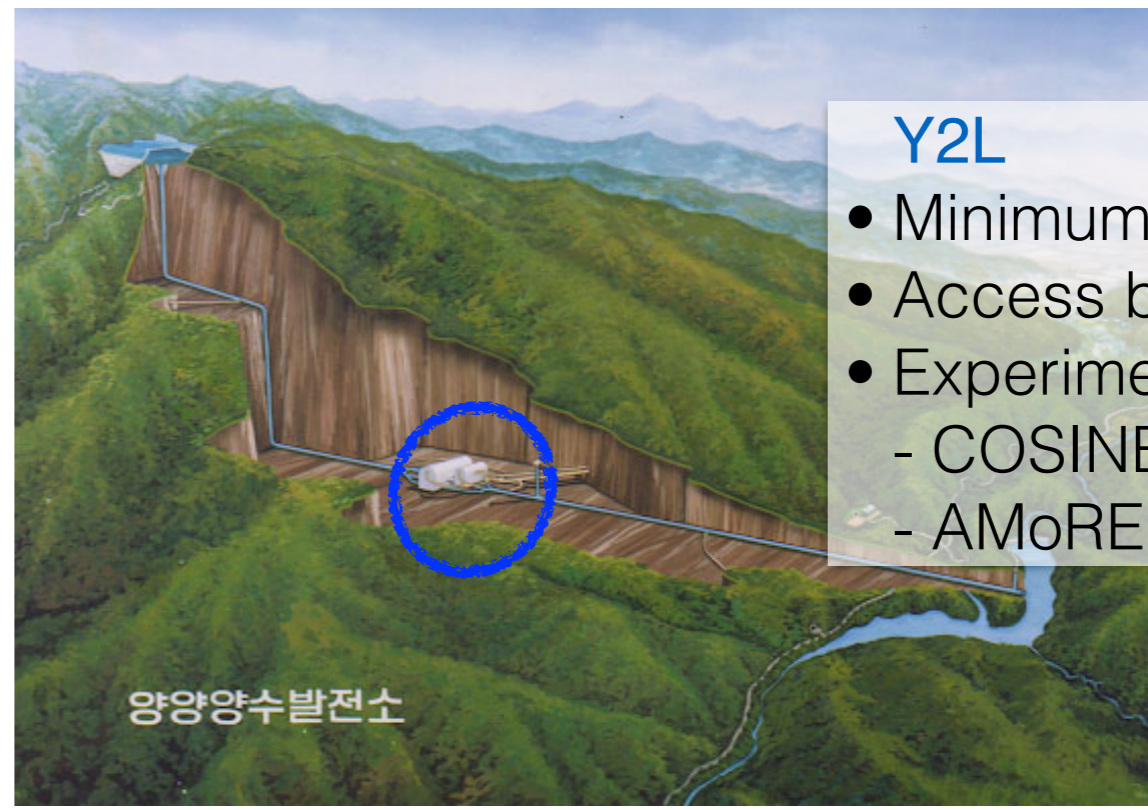 Y2L
• Minimum
• Access b
• Experime
- COSINE
- AMoRE
양양양수발전소